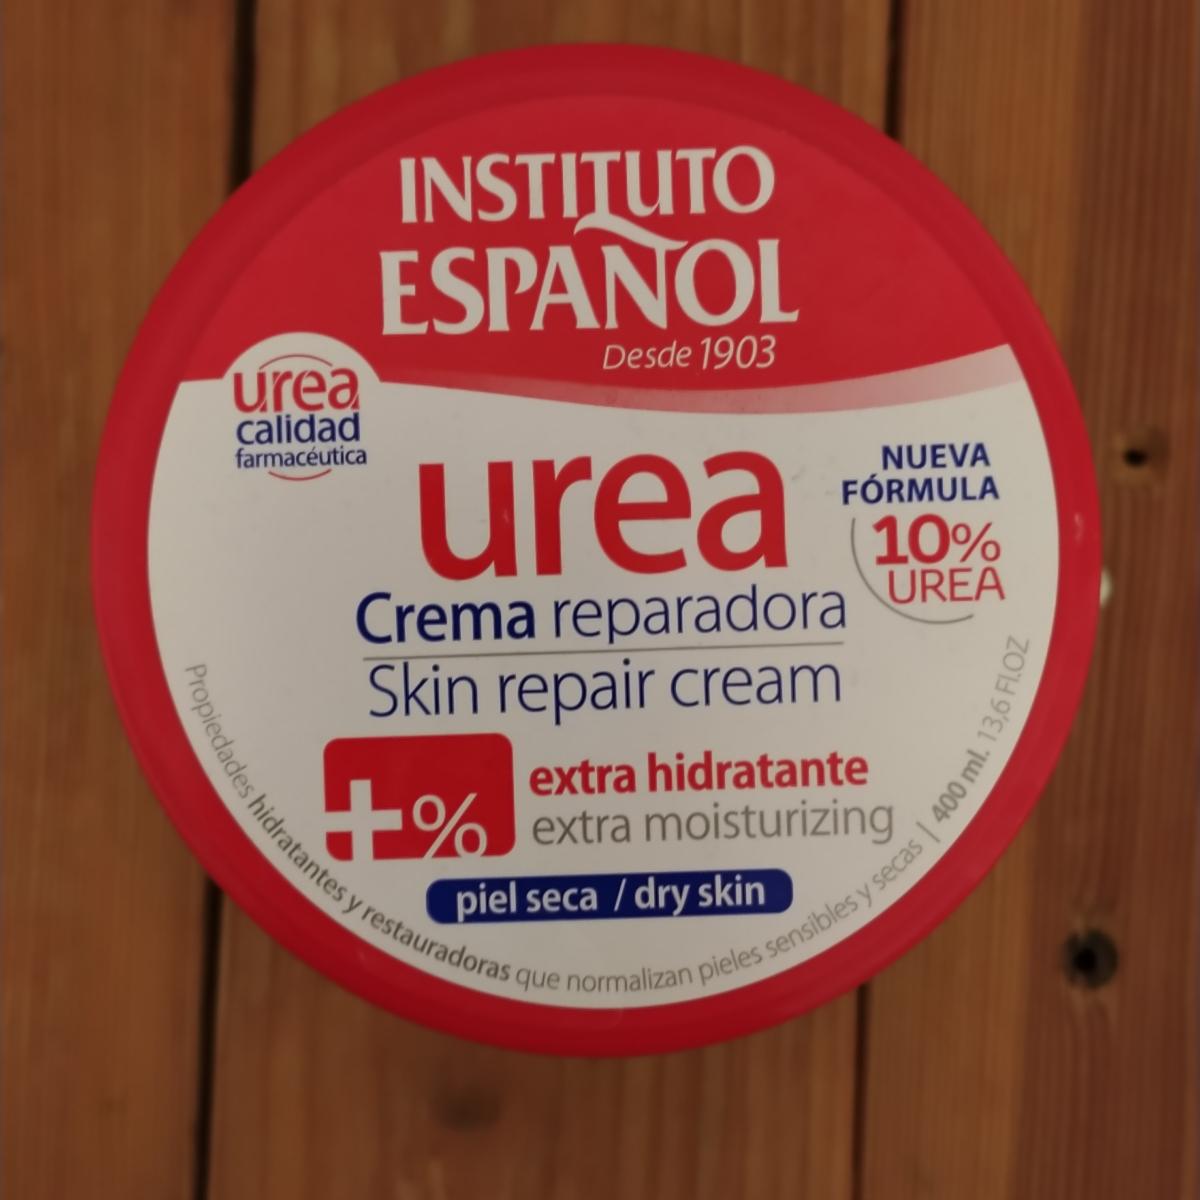 INSTITUTO
ESPAÑOL
Desde 1903
urea
calidad
farmacéutica
urea
NUEVA
FÓRMULA
10%
UREA
Crema reparadora
Skin repair cream
+%
extra hidratante
extra moisturizing
piel seca / dry skin
Propiedades hidratantes y restauradoras que normalizan pieles sensibles y secas | 400 ml. 13,6 Fl.OZ